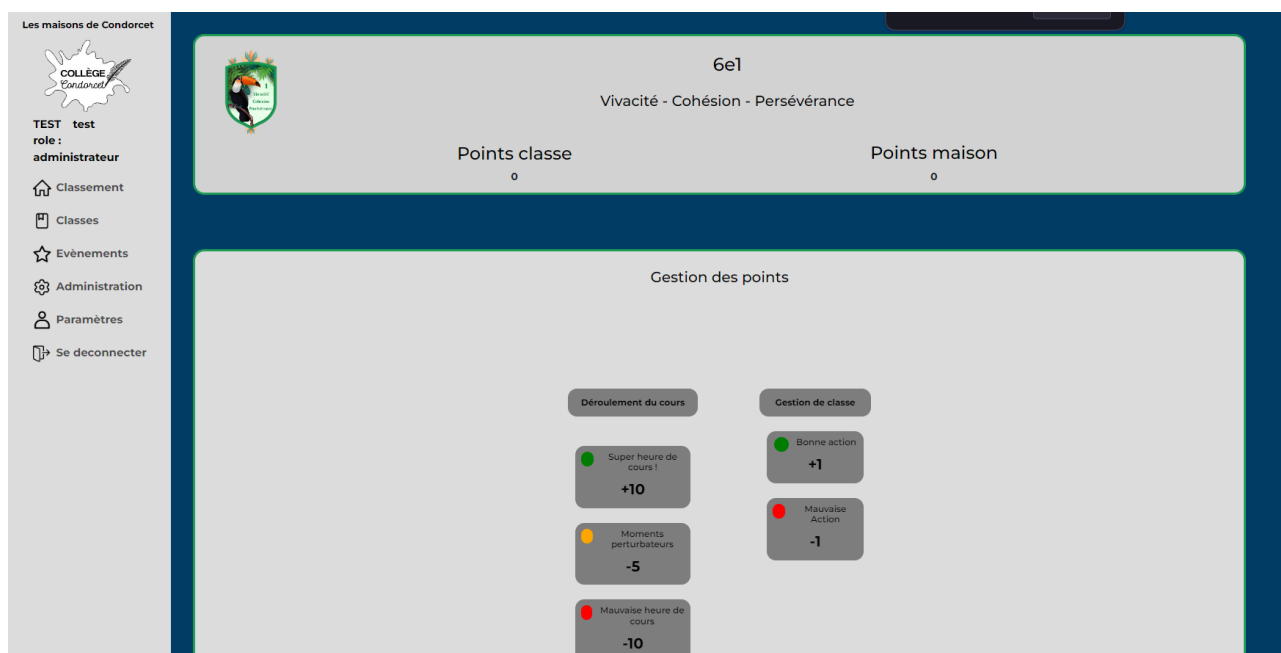 Les maisons de Condorcet
COLLÈGE
Condorcet
TEST test
role :
administrateur
Classement
Classes
Evènements
Administration
Paramètres
Se deconnecter
6e1
Vivacité - Cohésion - Persévérance
Points classe
0
Points maison
0
Gestion des points
Déroulement du cours
Super heure de
cours !
+10
Moments
perturbateurs
-5
Mauvaise heure de
cours
-10
Gestion de classe
Bonne action
+1
Mauvaise
Action
-1